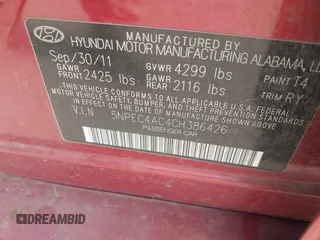 HYUNDAI MOTOR MANUFACTURING ALABAMA, LL
Sep/30/11 GVWR 4299 lbs PAINT T4
GAWR FRONT 2425 lbs GAWR REAR 2116 lbs TRIM RY
THIS VEHICLE CONFORMS TO ALL APPLICABLE U.S. FEDERAL MOTOR
VEHICLE SAFETY, BUMPER, AND THEFT PREVENTION STANDARDS IN
EFFECT ON THE DATE OF MANUFACTURE SHOWN ABOVE.
V.I.N 5NPEC4AC4CH386426
PASSENGER CAR
DREAMBID